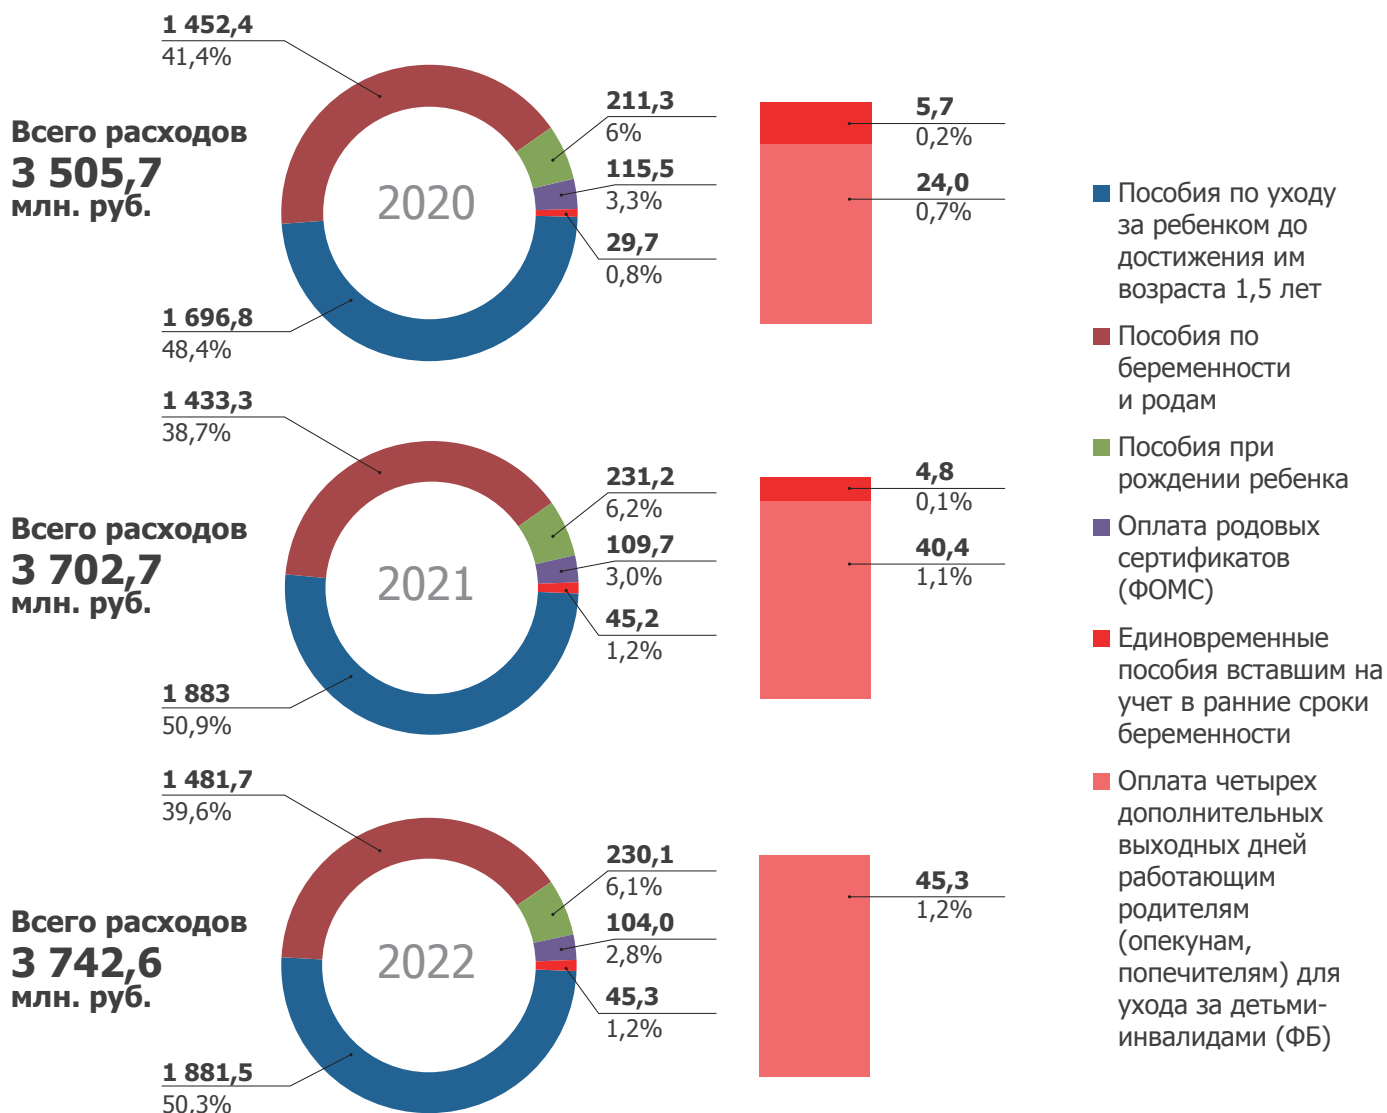 1 452,4
41,4%
Всего расходов
3 505,7
млн. руб.
2020
211,3
6%
115,5
3,3%
29,7
0,8%
1 696,8
48,4%
5,7
0,2%
24,0
0,7%
1 433,3
38,7%
Всего расходов
3 702,7
млн. руб.
2021
231,2
6,2%
109,7
3,0%
45,2
1,2%
1 883
50,9%
4,8
0,1%
40,4
1,1%
1 481,7
39,6%
Всего расходов
3 742,6
млн. руб.
2022
230,1
6,1%
104,0
2,8%
45,3
1,2%
1 881,5
50,3%
45,3
1,2%
Пособия по уходу
за ребенком до
достижения им
возраста 1,5 лет
Пособия по
беременности
и родам
Пособия при
рождении ребенка
Оплата родовых
сертификатов
(ФОМС)
Единовременные
пособия вставшим на
учет в ранние сроки
беременности
Оплата четырех
дополнительных
выходных дней
работающим
родителям
(опекунам,
попечителям) для
ухода за детьми-
инвалидами (ФБ)